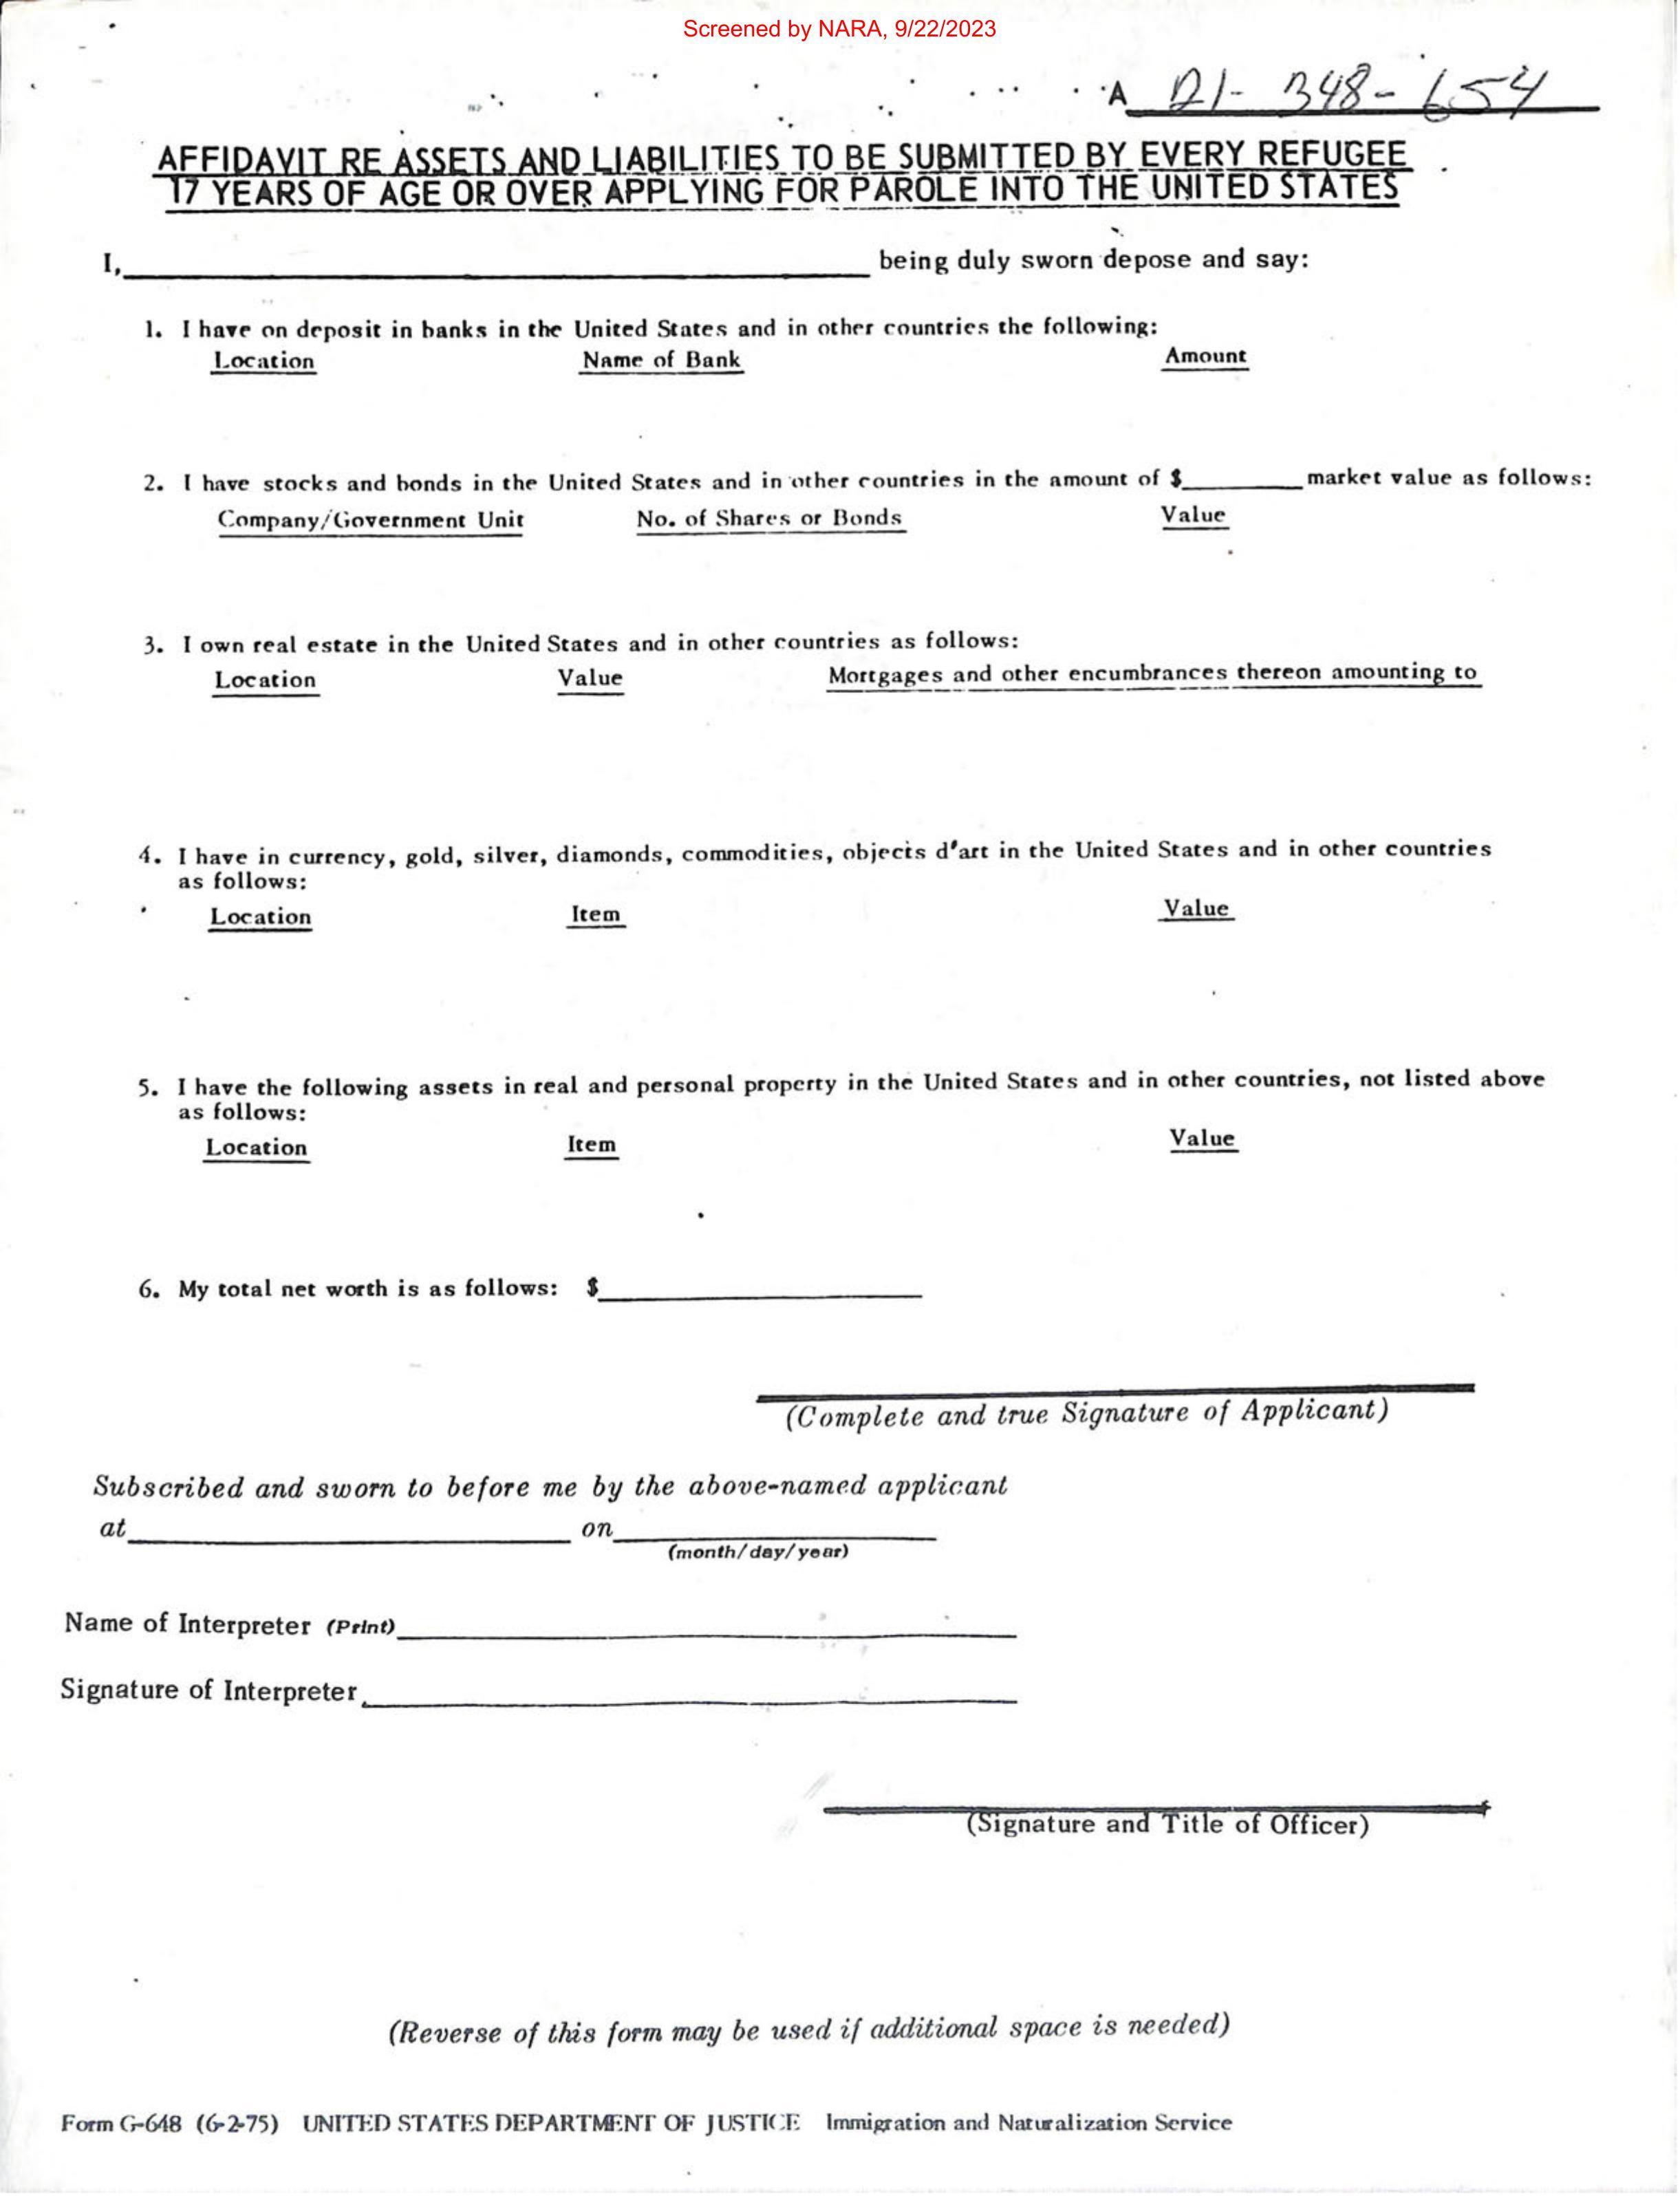 Screened by NARA, 9/22/2023
A 21-348-654
AFFIDAVIT RE ASSETS AND LIABILITIES TO BE SUBMITTED BY EVERY REFUGEE
17 YEARS OF AGE OR OVER APPLYING FOR PAROLE INTO THE UNITED STATES
I, being duly sworn depose and say:
1. I have on deposit in banks in the United States and in other countries the following:
Location Name of Bank Amount
2. I have stocks and bonds in the United States and in other countries in the amount of $ market value as follows:
Company/Government Unit No. of Shares or Bonds Value
3. I own real estate in the United States and in other countries as follows:
Location Value Mortgages and other encumbrances thereon amounting to
4. I have in currency, gold, silver, diamonds, commodities, objects d'art in the United States and in other countries
as follows:
Location Item Value
5. I have the following assets in real and personal property in the United States and in other countries, not listed above
as follows:
Location Item Value
6. My total net worth is as follows: $
(Complete and true Signature of Applicant)
Subscribed and sworn to before me by the above-named applicant
at on
(month/day/year)
Name of Interpreter (Print)
Signature of Interpreter
(Signature and Title of Officer)
(Reverse of this form may be used if additional space is needed)
Form G-648 (6-2-75) UNITED STATES DEPARTMENT OF JUSTICE Immigration and Naturalization Service